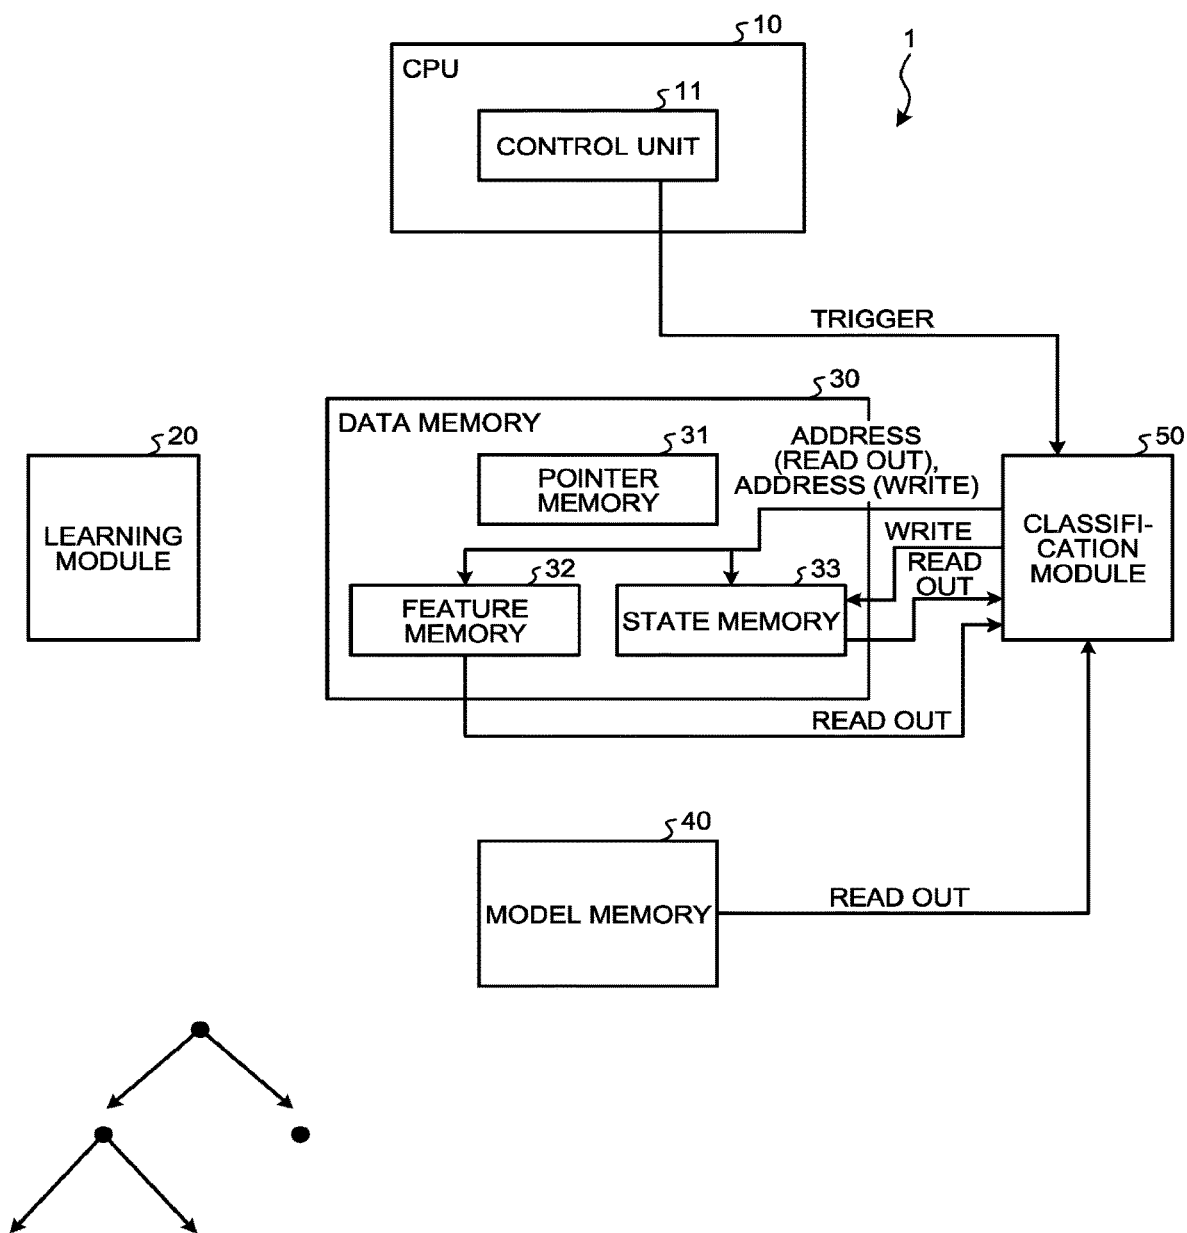 10
1
CPU
11
CONTROL UNIT
TRIGGER
30
DATA MEMORY
20
31
ADDRESS
(READ OUT),
ADDRESS (WRITE)
50
POINTER
MEMORY
LEARNING
MODULE
CLASSIFI-
CATION
MODULE
WRITE
READ
OUT
32
33
FEATURE
MEMORY
STATE MEMORY
READ OUT
40
MODEL MEMORY
READ OUT